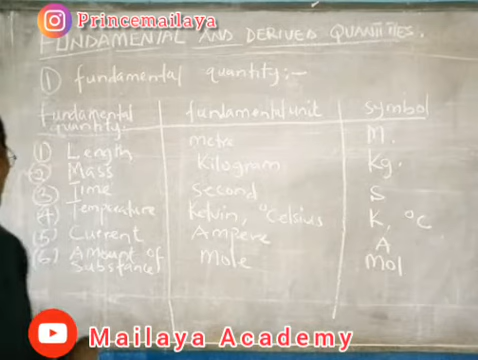 Princemailaya
FUNDAMENTAL AND DERIVED QUANTITIES.
① fundamental quantity:-
fundamental quantity. fundamental unit symbol
① Length metre M.
② Mass Kilogram Kg.
③ Time Second S
④ Temperature Kelvin, °Celsius K, °C
⑤ Current Ampere A
⑥ Amount of Substance Mole Mol
Mailaya Academy